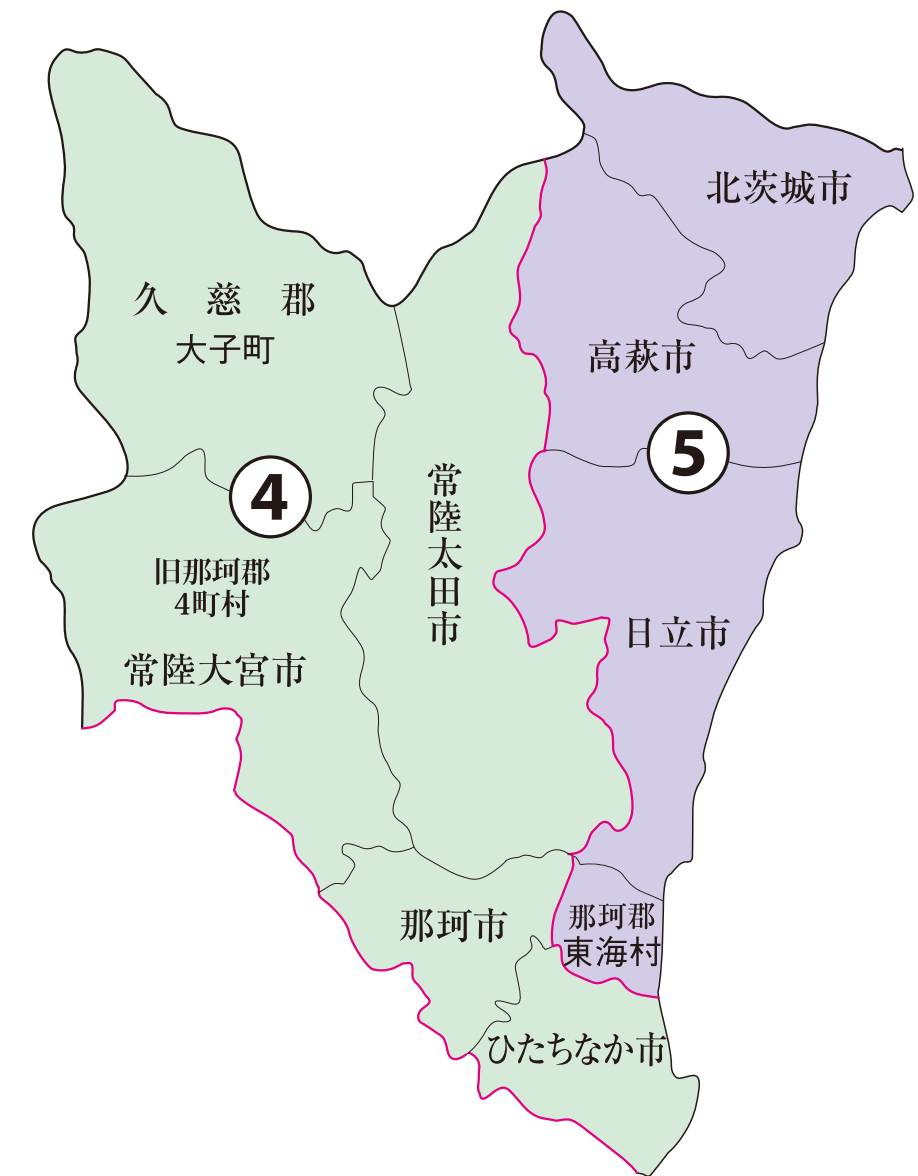 北茨城市
久慈郡
大子町
高萩市
5
4
常陸太田市
旧那珂郡
4町村
日立市
常陸大宮市
那珂市
那珂郡
東海村
ひたちなか市